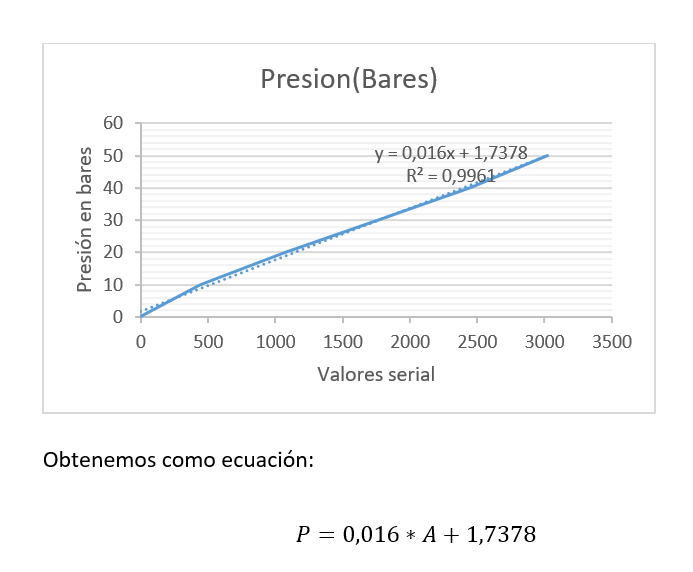 Presion(Bares)
60
50
40
30
20
10
0
y = 0,016x + 1,7378
R² = 0,9961
Presión en bares
0 500 1000 1500 2000 2500 3000 3500
Valores serial
Obtenemos como ecuación:
P = 0,016 ∗ A + 1,7378